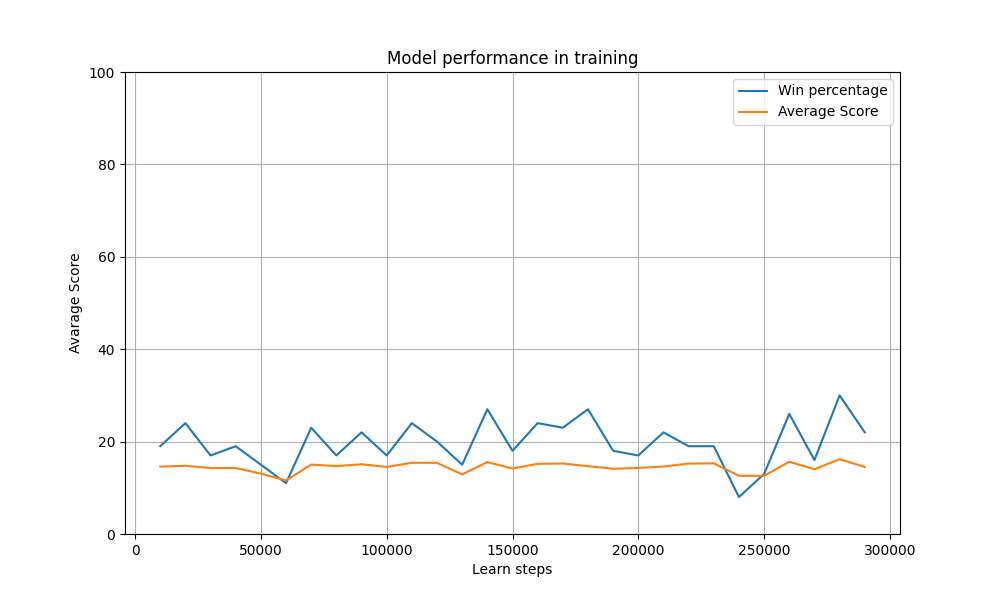 Model performance in training
100
80
60
40
20
0
Avarage Score
Win percentage
Average Score
0 50000 100000 150000 200000 250000 300000
Learn steps